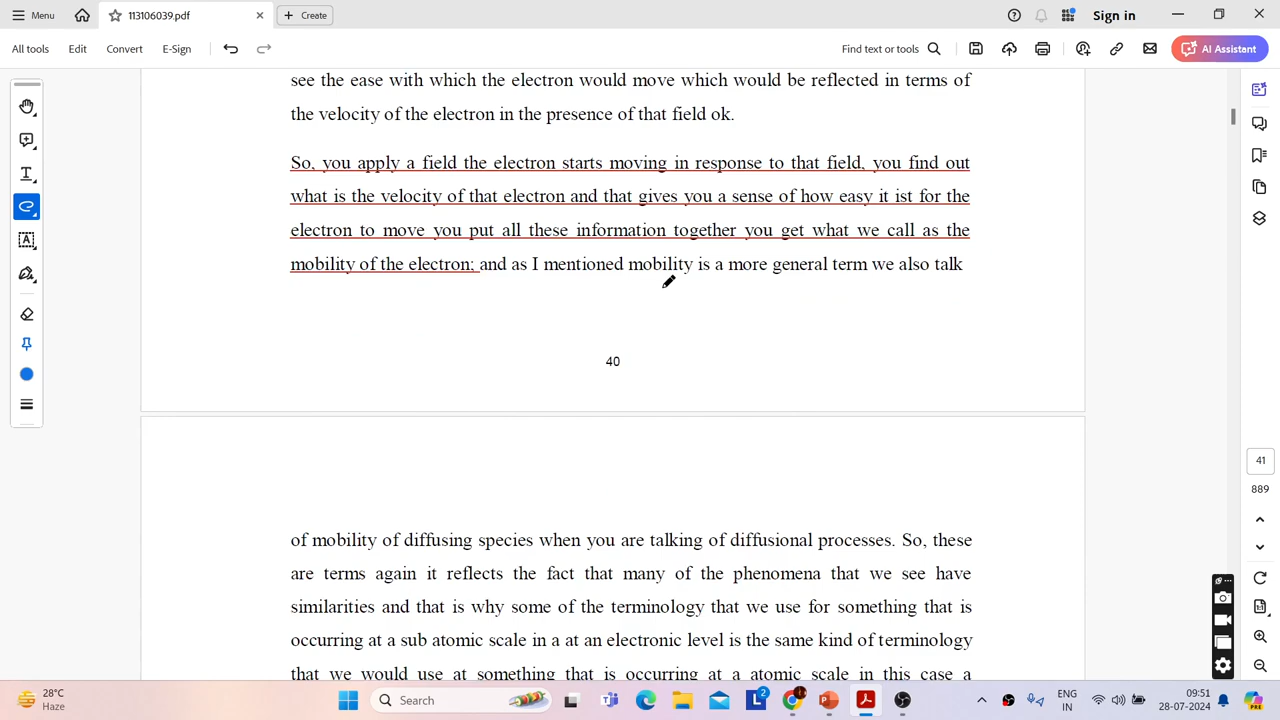 Menu
113106039.pdf
Create
Sign in
All tools
Edit
Convert
E-Sign
Find text or tools
AI Assistant
see the ease with which the electron would move which would be reflected in terms of
the velocity of the electron in the presence of that field ok.
So, you apply a field the electron starts moving in response to that field, you find out
what is the velocity of that electron and that gives you a sense of how easy it ist for the
electron to move you put all these information together you get what we call as the
mobility of the electron; and as I mentioned mobility is a more general term we also talk
40
of mobility of diffusing species when you are talking of diffusional processes. So, these
are terms again it reflects the fact that many of the phenomena that we see have
similarities and that is why some of the terminology that we use for something that is
occurring at a sub atomic scale in a at an electronic level is the same kind of terminology
that we would use at something that is occurring at a atomic scale in this case a
41
889
28°C
Haze
Search
2
ENG
IN
09:51
28-07-2024